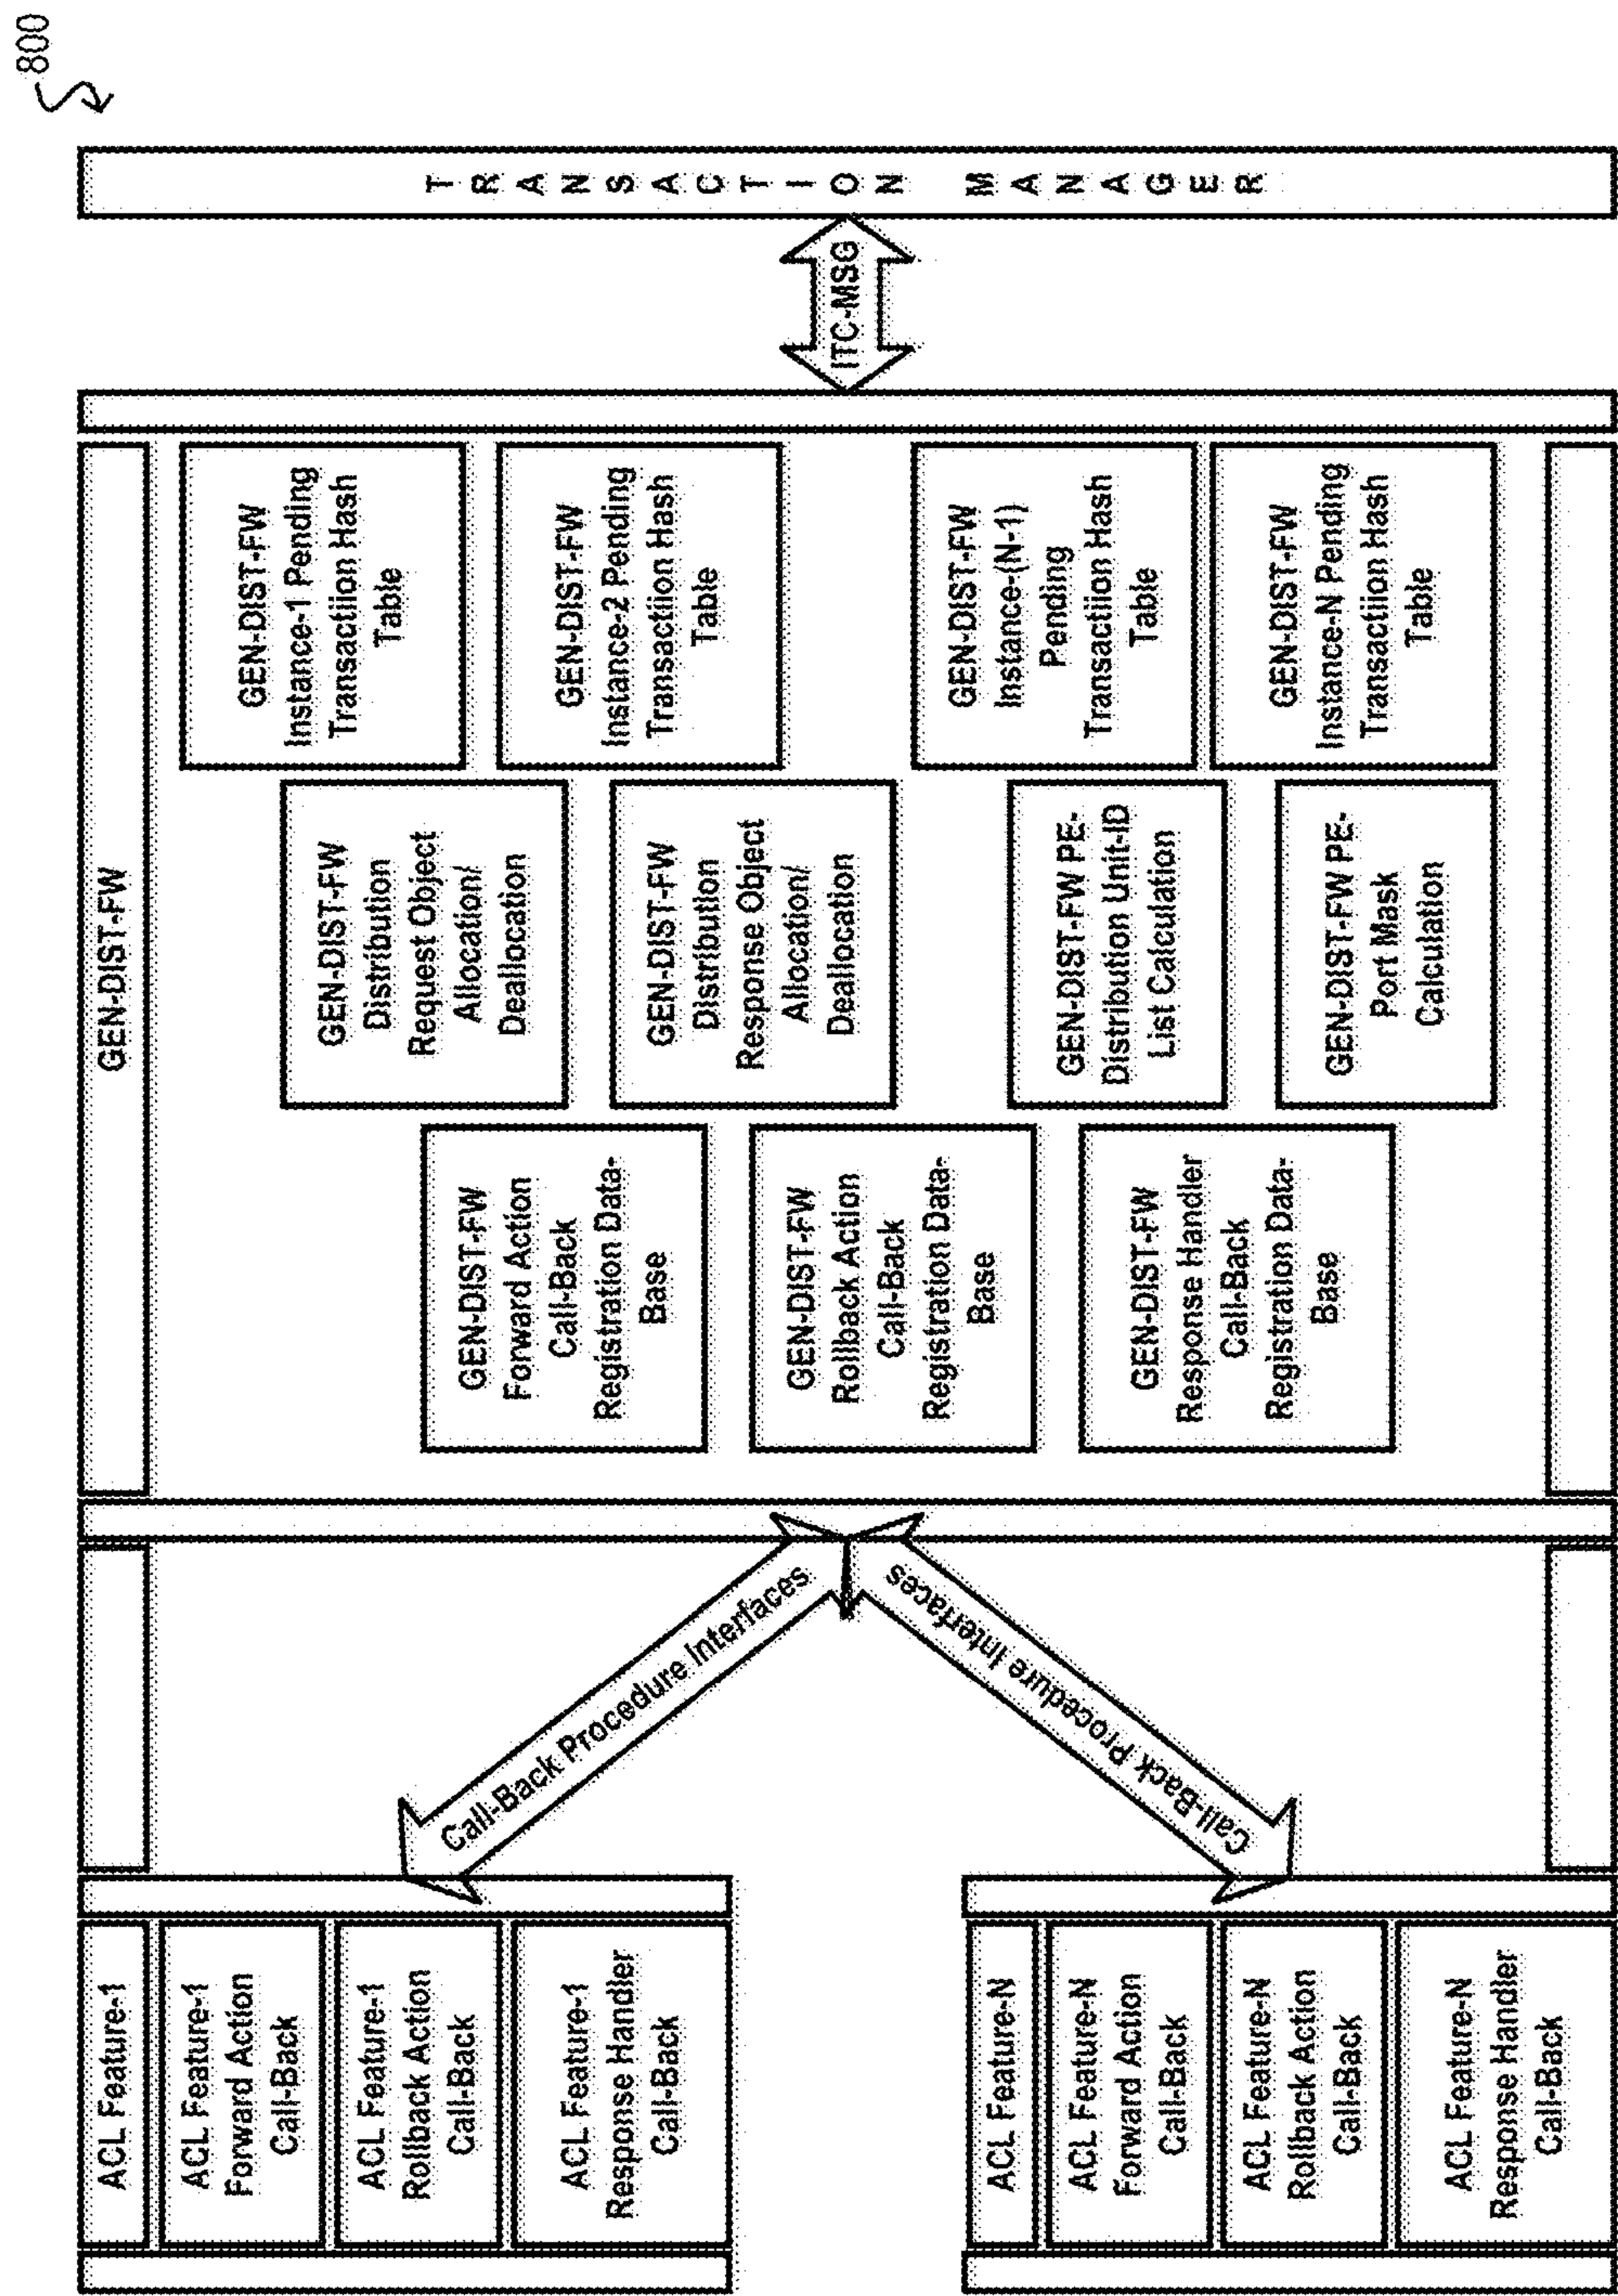 800
ACL Feature-1
ACL Feature-1
Forward Action
Call-Back
ACL Feature-1
Rollback Action
Call-Back
ACL Feature-1
Response Handler
Call-Back
ACL Feature-N
ACL Feature-N
Forward Action
Call-Back
ACL Feature-N
Rollback Action
Call-Back
ACL Feature-N
Response Handler
Call-Back
Call-Back Procedure Interfaces
Call-Back Procedure Interfaces
GEN-DIST-FW
GEN-DIST-FW
Forward Action
Call-Back
Registration Data-
Base
GEN-DIST-FW
Rollback Action
Call-Back
Registration Data-
Base
GEN-DIST-FW
Response Handler
Call-Back
Registration Data-
Base
GEN-DIST-FW
Distribution
Request Object
Allocation/
Deallocation
GEN-DIST-FW
Distribution
Response Object
Allocation/
Deallocation
GEN-DIST-FW PE-
Distribution Unit-ID
List Calculation
GEN-DIST-FW PE-
Port Mask
Calculation
GEN-DIST-FW
Instance-1 Pending
Transactiion Hash
Table
GEN-DIST-FW
Instance-2 Pending
Transactiion Hash
Table
GEN-DIST-FW
Instance-(N-1)
Pending
Transactiion Hash
Table
GEN-DIST-FW
Instance-N Pending
Transactiion Hash
Table
ITC-MSG
TRANSACTION MANAGER